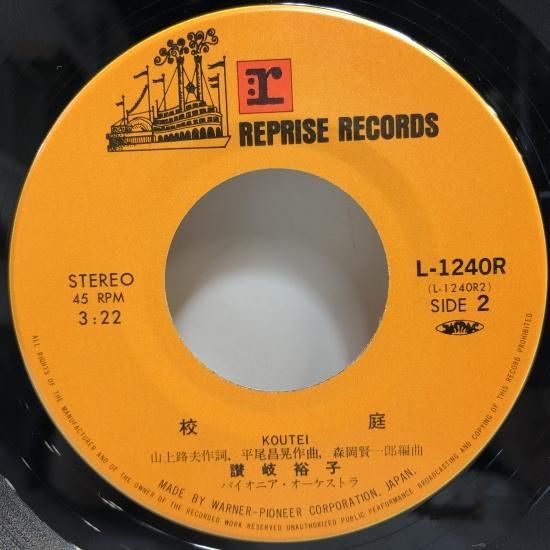 r
REPRISE RECORDS
STEREO
45 RPM
3:22
L-1240R
(L-1240R2)
SIDE 2
JASRAC
校庭
KOUTEI
山上路夫作詞、平尾昌晃作曲、森岡賢一郎編曲
讃岐裕子
パイオニア・オーケストラ
MADE BY WARNER-PIONEER CORPORATION, JAPAN.
ALL RIGHTS OF THE MANUFACTURER AND OF THE OWNER OF THE RECORDED WORK RESERVED UNAUTHORIZED PUBLIC PERFORMANCE BROADCASTING AND COPYING OF THIS RECORD PROHIBITED